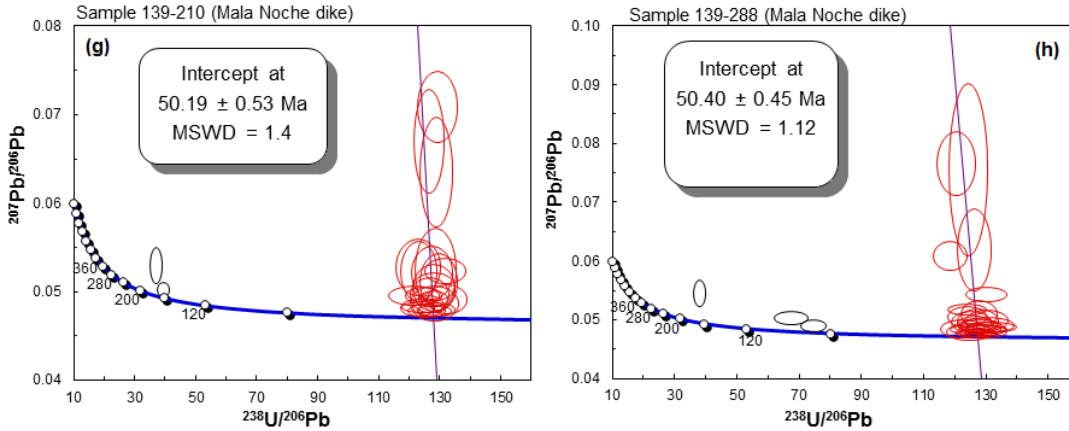 Sample 139-210 (Mala Noche dike)
0.08
(g)
Intercept at
50.19 ± 0.53 Ma
MSWD = 1.4
0.07
207Pb/206Pb
0.06
360
280
200
120
0.05
0.04
10 30 50 70 90 110 130 150
238U/206Pb
Sample 139-288 (Mala Noche dike)
0.10
(h)
Intercept at
50.40 ± 0.45 Ma
MSWD = 1.12
0.09
0.08
207Pb/206Pb
0.07
0.06
360
280
200
120
0.05
0.04
10 30 50 70 90 110 130 150
238U/206Pb